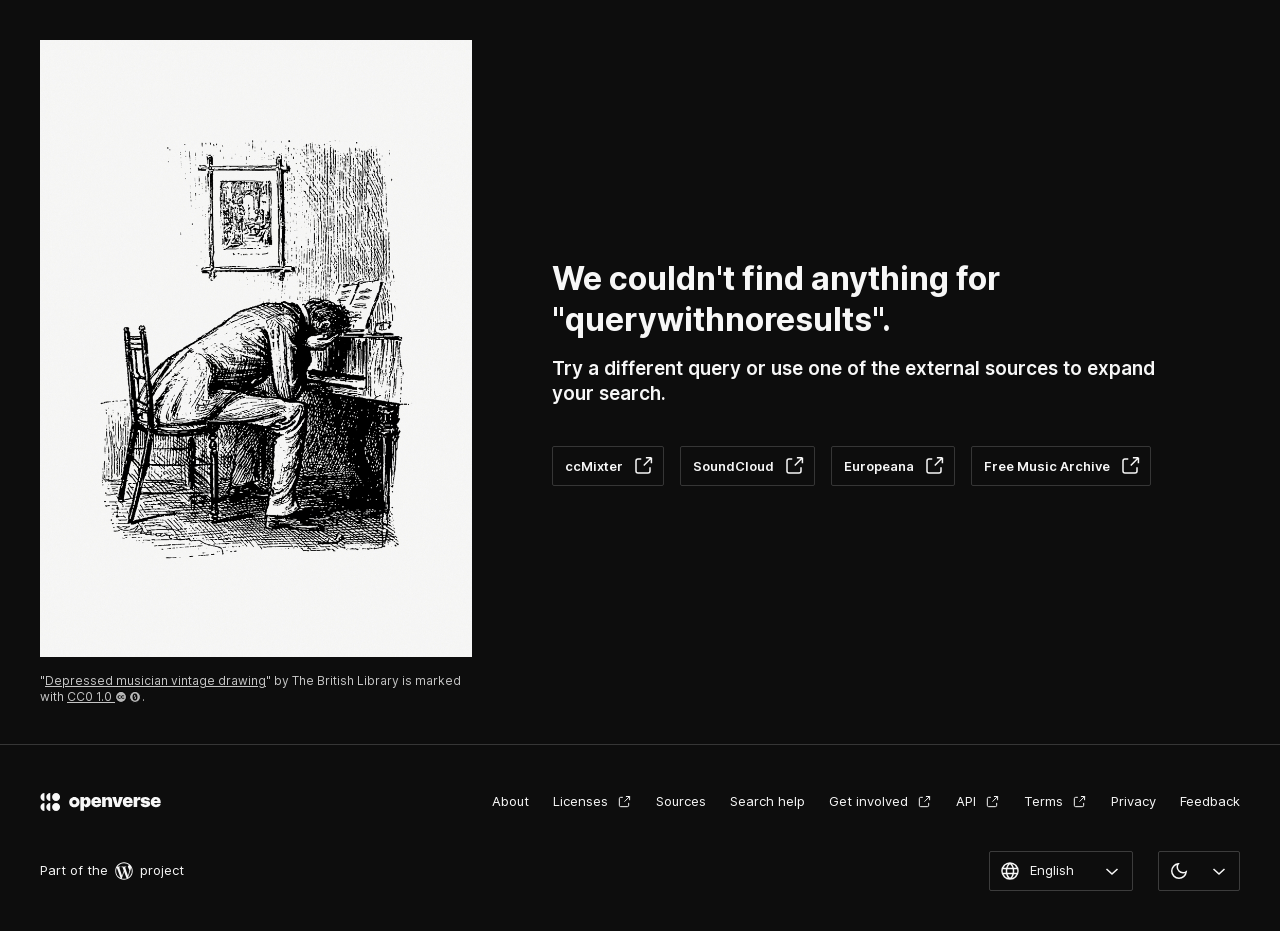 We couldn't find anything for
"querywithnoresults".
Try a different query or use one of the external sources to expand
your search.
ccMixter
SoundCloud
Europeana
Free Music Archive
"Depressed musician vintage drawing" by The British Library is marked
with CC0 1.0 .
openverse
About
Licenses
Sources
Search help
Get involved
API
Terms
Privacy
Feedback
Part of the project
English